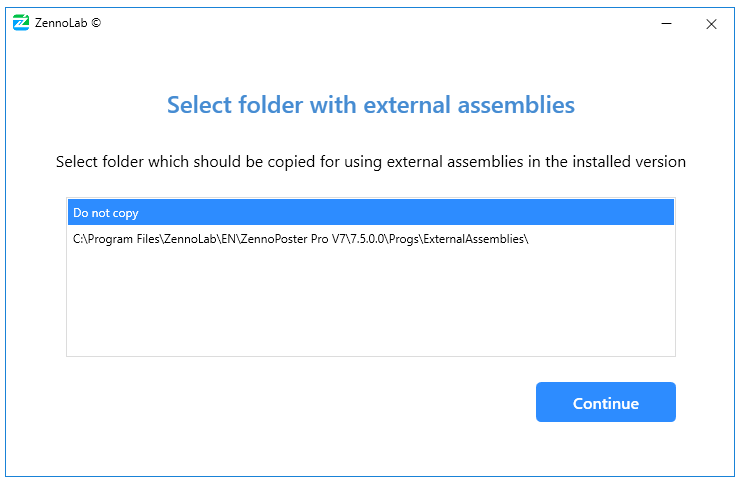 ZennoLab ©
Select folder with external assemblies
Select folder which should be copied for using external assemblies in the installed version
Do not copy
C:\Program Files\ZennoLab\EN\ZennoPoster Pro V7\7.5.0.0\Progs\ExternalAssemblies\
Continue